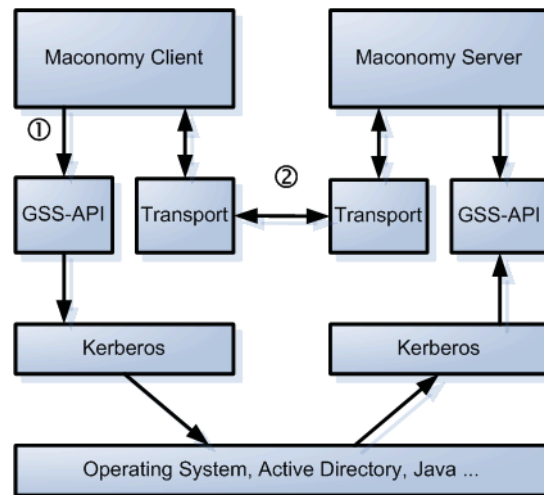 Maconomy Client
Maconomy Server
①
②
GSS-API
Transport
Transport
GSS-API
Kerberos
Kerberos
Operating System, Active Directory, Java ...